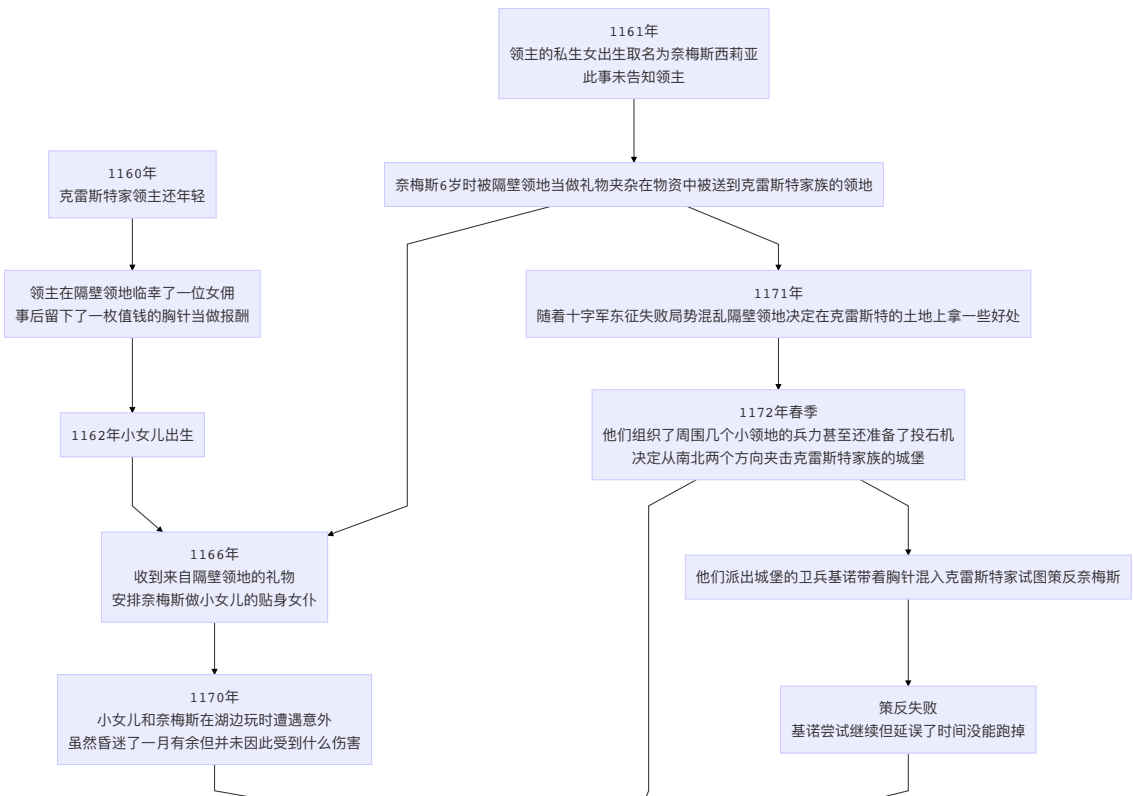 1161年
领主的私生女出生取名为奈梅斯西莉亚
此事未告知领主
奈梅斯6岁时被隔壁领地当做礼物夹杂在物资中被送到克雷斯特家族的领地
1160年
克雷斯特家领主还年轻
领主在隔壁领地临幸了一位女佣
事后留下了一枚值钱的胸针当做报酬
1162年小女儿出生
1166年
收到来自隔壁领地的礼物
安排奈梅斯做小女儿的贴身女仆
1170年
小女儿和奈梅斯在湖边玩时遭遇意外
虽然昏迷了一月有余但并未因此受到什么伤害
1171年
随着十字军东征失败局势混乱隔壁领地决定在克雷斯特的土地上拿一些好处
1172年春季
他们组织了周围几个小领地的兵力甚至还准备了投石机
决定从南北两个方向夹击克雷斯特家族的城堡
他们派出城堡的卫兵基诺带着胸针混入克雷斯特家试图策反奈梅斯
策反失败
基诺尝试继续但延误了时间没能跑掉